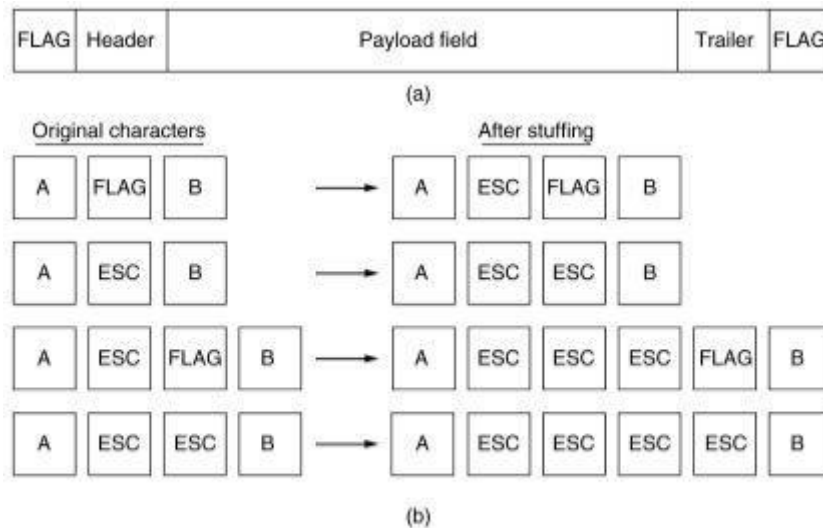 FLAG Header Payload field Trailer FLAG
(a)
Original characters After stuffing
A FLAG B A ESC FLAG B
A ESC B A ESC ESC B
A ESC FLAG B A ESC ESC ESC FLAG B
A ESC ESC B A ESC ESC ESC ESC B
(b)